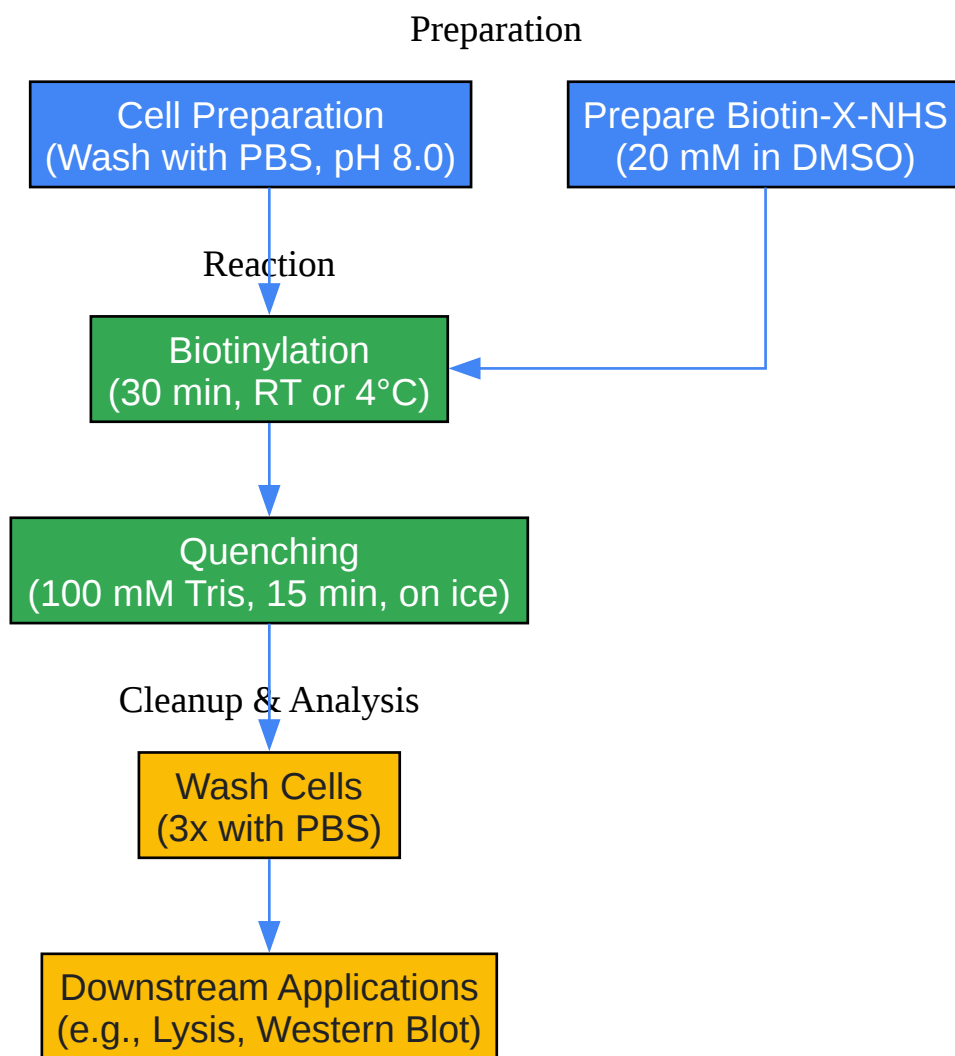 Preparation
Cell Preparation
(Wash with PBS, pH 8.0)
Prepare Biotin-X-NHS
(20 mM in DMSO)
Reaction
Biotinylation
(30 min, RT or 4°C)
Quenching
(100 mM Tris, 15 min, on ice)
Cleanup & Analysis
Wash Cells
(3x with PBS)
Downstream Applications
(e.g., Lysis, Western Blot)